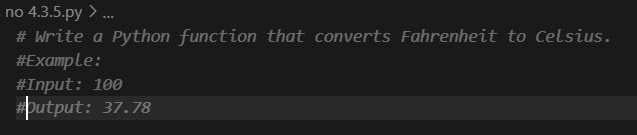 no 4.3.5.py > ...
# Write a Python function that converts Fahrenheit to Celsius.
#Example:
#Input: 100
#Output: 37.78